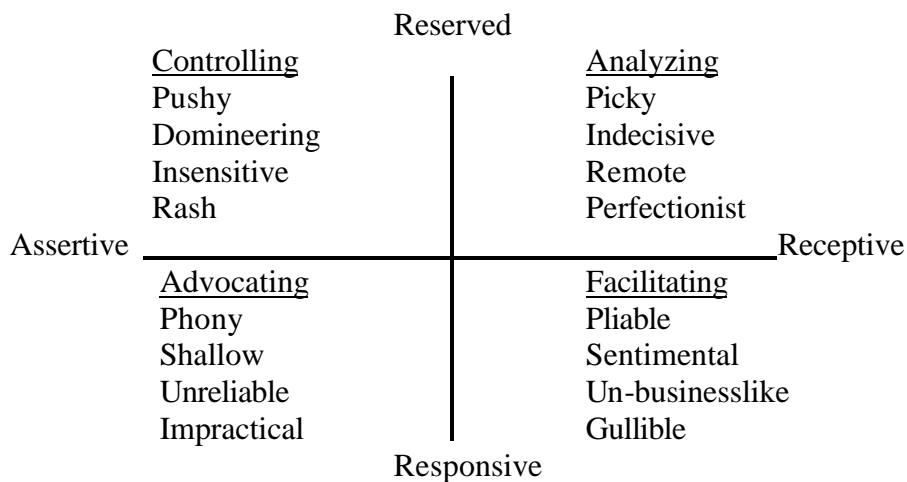 Reserved
Controlling
Pushy
Domineering
Insensitive
Rash
Analyzing
Picky
Indecisive
Remote
Perfectionist
Assertive
Receptive
Advocating
Phony
Shallow
Unreliable
Impractical
Facilitating
Pliable
Sentimental
Un-businesslike
Gullible
Responsive